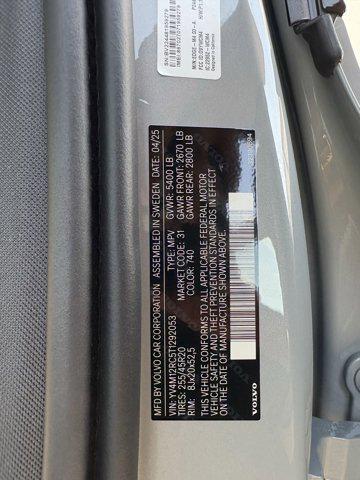 MFD BY VOLVO CAR CORPORATION ASSEMBLED IN SWEDEN 04/25
GVWR: 5400 LB
GAWR FRONT: 2670 LB
GAWR REAR: 2800 LB
VIN: YV4M12RC5T1292053 TYPE: MPV
TIRES: 255/45R20 MARKET CODE: 31
RIM: 8Jx20x52,5 COLOR: 740
THIS VEHICLE CONFORMS TO ALL APPLICABLE FEDERAL MOTOR
VEHICLE SAFETY AND THEFT PREVENTION STANDARDS IN EFFECT
ON THE DATE OF MANUFACTURE SHOWN ABOVE.
VOLVO